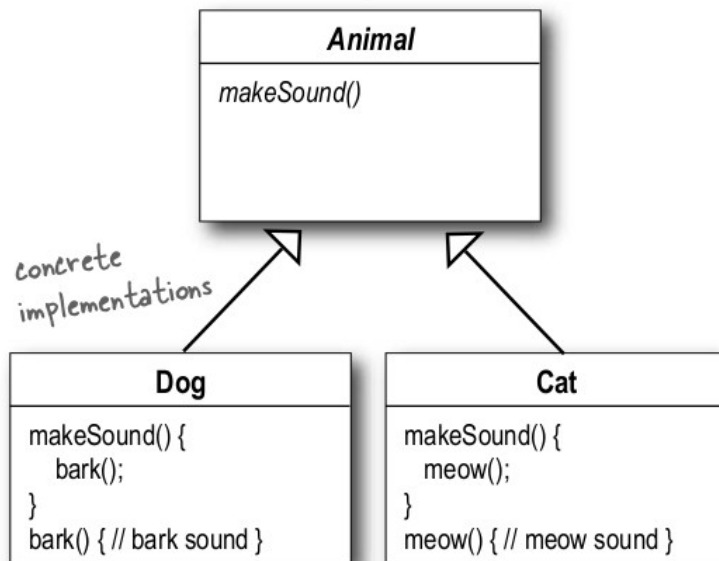 Animal
makeSound()
concrete
implementations
Dog
makeSound() {
bark();
}
bark() { // bark sound }
Cat
makeSound() {
meow();
}
meow() { // meow sound }